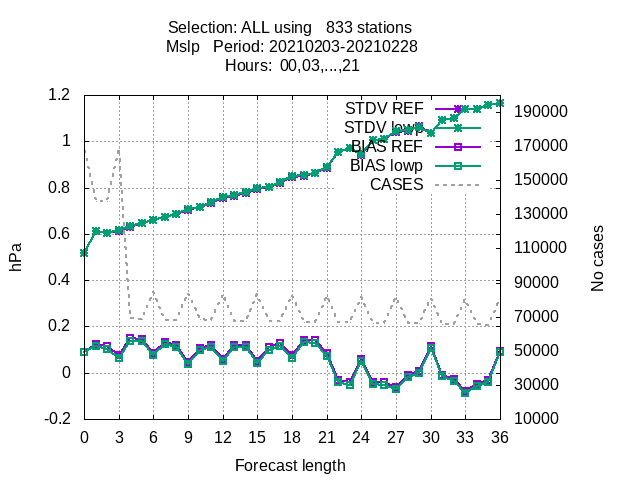 Selection: ALL using   833 stations
Mslp   Period: 20210203-20210228
Hours:  00,03,...,21
STDV REF
STDV lowp
BIAS REF
BIAS lowp
CASES
1.2
1
0.8
0.6
0.4
0.2
0
-0.2
hPa
190000
170000
150000
130000
110000
90000
70000
50000
30000
10000
No cases
0 3 6 9 12 15 18 21 24 27 30 33 36
Forecast length